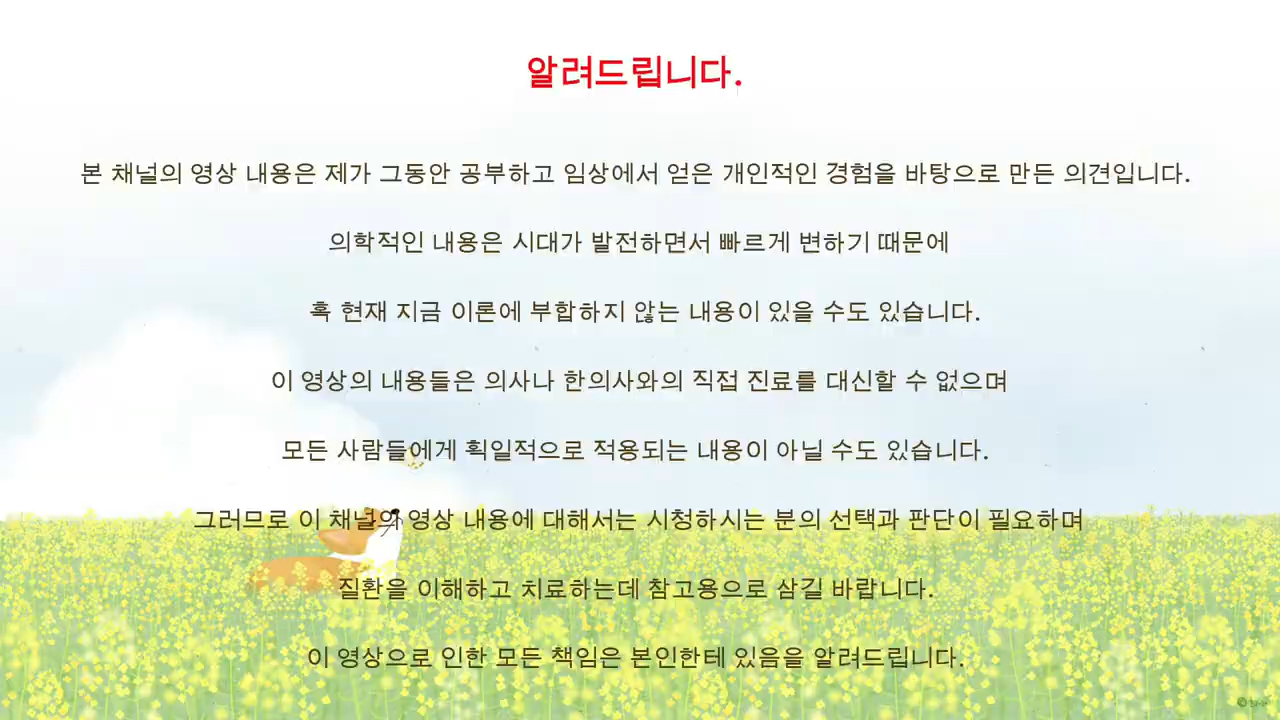 알려드립니다.
본 채널의 영상 내용은 제가 그동안 공부하고 임상에서 얻은 개인적인 경험을 바탕으로 만든 의견입니다.
의학적인 내용은 시대가 발전하면서 빠르게 변하기 때문에
혹 현재 지금 이론에 부합하지 않는 내용이 있을 수도 있습니다.
이 영상의 내용들은 의사나 한의사와의 직접 진료를 대신할 수 없으며
모든 사람들에게 획일적으로 적용되는 내용이 아닐 수도 있습니다.
그러므로 이 채널의 영상 내용에 대해서는 시청하시는 분의 선택과 판단이 필요하며
질환을 이해하고 치료하는데 참고용으로 삼길 바랍니다.
이 영상으로 인한 모든 책임은 본인한테 있음을 알려드립니다.